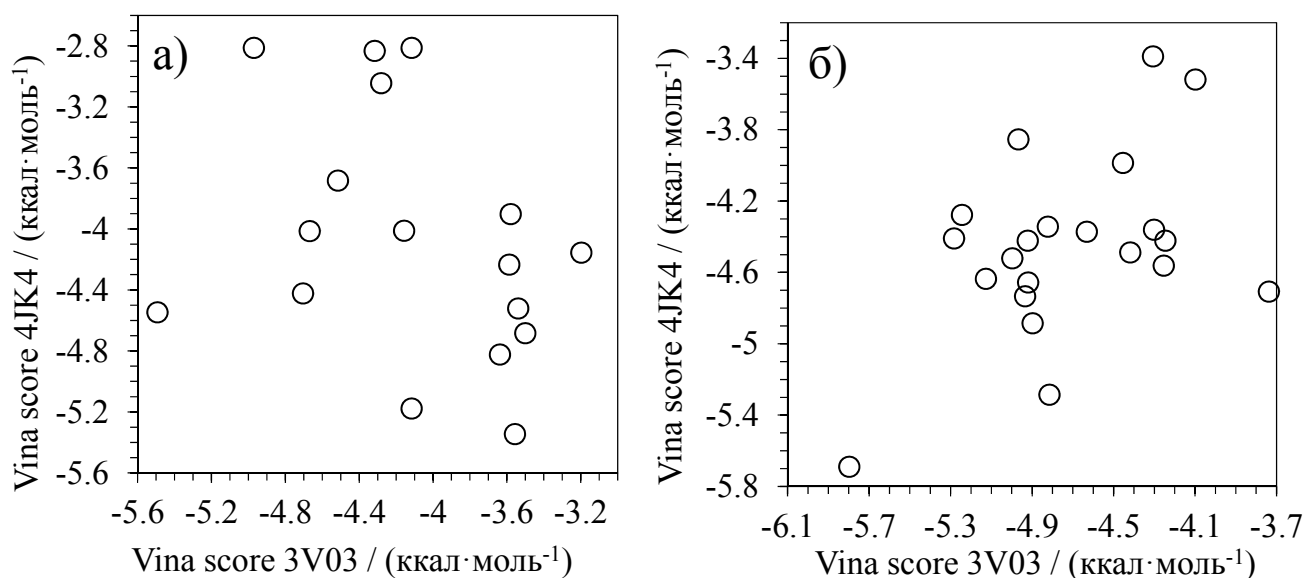 а)
Vina score 4JK4 / (ккал·моль-1)
-2.8
-3.2
-3.6
-4
-4.4
-4.8
-5.2
-5.6
-5.6 -5.2 -4.8 -4.4 -4 -3.6 -3.2
Vina score 3V03 / (ккал·моль-1)
б)
Vina score 4JK4 / (ккал·моль-1)
-3.4
-3.8
-4.2
-4.6
-5
-5.4
-5.8
-6.1 -5.7 -5.3 -4.9 -4.5 -4.1 -3.7
Vina score 3V03 / (ккал·моль-1)